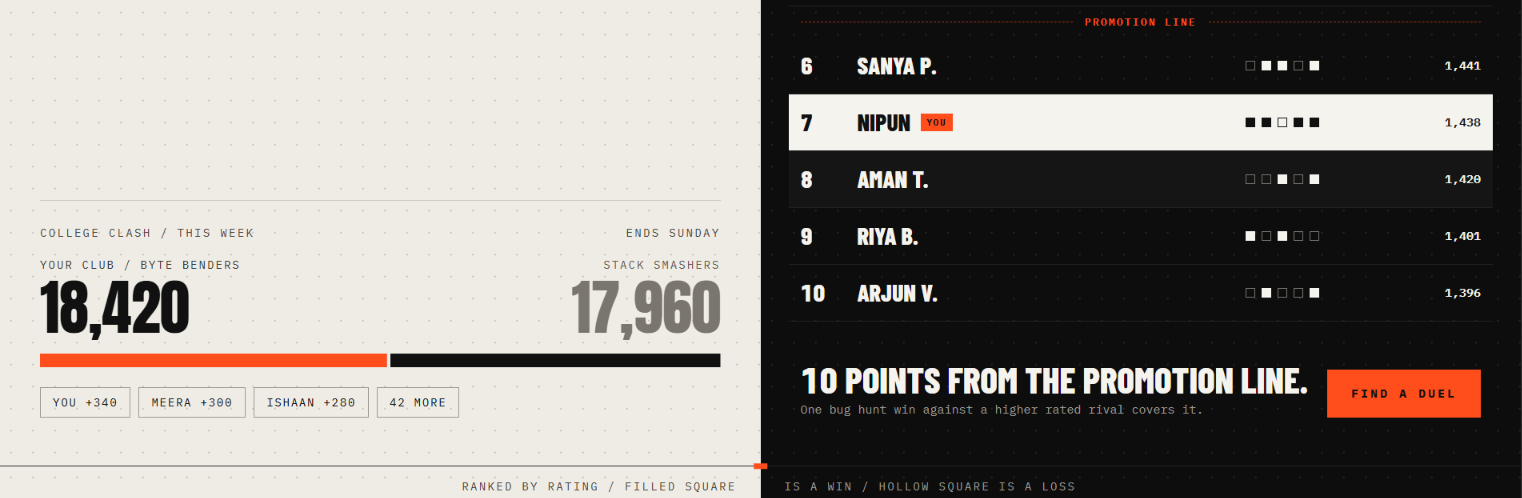 COLLEGE CLASH / THIS WEEK
ENDS SUNDAY
YOUR CLUB / BYTE BENDERS
STACK SMASHERS
18,420
17,960
YOU +340
MEERA +300
ISHAAN +280
42 MORE
PROMOTION LINE
6 SANYA P. 1,441
7 NIPUN YOU 1,438
8 AMAN T. 1,420
9 RIYA B. 1,401
10 ARJUN V. 1,396
10 POINTS FROM THE PROMOTION LINE.
One bug hunt win against a higher rated rival covers it.
FIND A DUEL
RANKED BY RATING / FILLED SQUARE IS A WIN / HOLLOW SQUARE IS A LOSS